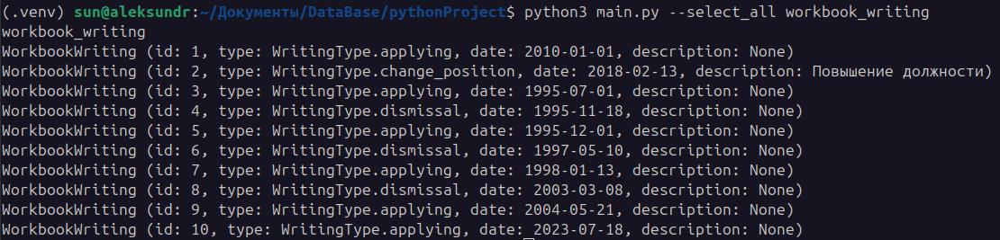 (.venv) sun@aleksundr:~/Документы/DataBase/pythonProject$ python3 main.py --select_all workbook_writing
workbook_writing
WorkbookWriting (id: 1, type: WritingType.applying, date: 2010-01-01, description: None)
WorkbookWriting (id: 2, type: WritingType.change_position, date: 2018-02-13, description: Повышение должности)
WorkbookWriting (id: 3, type: WritingType.applying, date: 1995-07-01, description: None)
WorkbookWriting (id: 4, type: WritingType.dismissal, date: 1995-11-18, description: None)
WorkbookWriting (id: 5, type: WritingType.applying, date: 1995-12-01, description: None)
WorkbookWriting (id: 6, type: WritingType.dismissal, date: 1997-05-10, description: None)
WorkbookWriting (id: 7, type: WritingType.applying, date: 1998-01-13, description: None)
WorkbookWriting (id: 8, type: WritingType.dismissal, date: 2003-03-08, description: None)
WorkbookWriting (id: 9, type: WritingType.applying, date: 2004-05-21, description: None)
WorkbookWriting (id: 10, type: WritingType.applying, date: 2023-07-18, description: None)